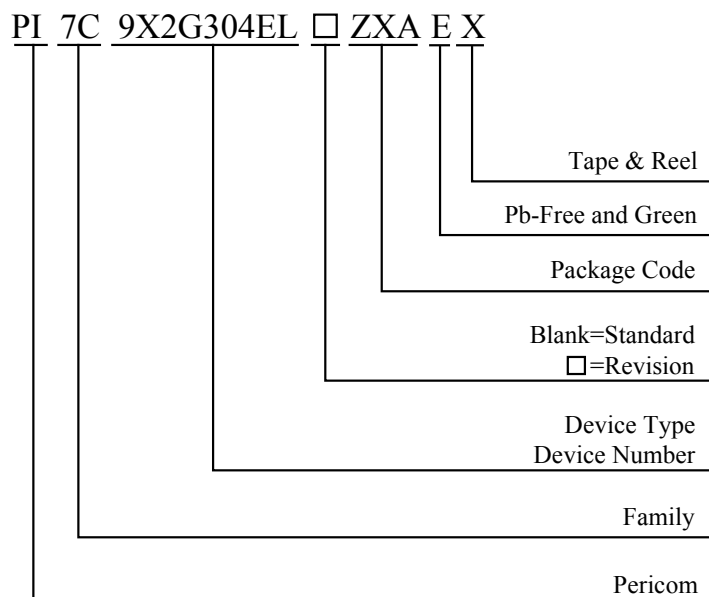 PI 7C 9X2G304EL □ ZXA E X
Tape & Reel
Pb-Free and Green
Package Code
Blank=Standard
□=Revision
Device Type
Device Number
Family
Pericom